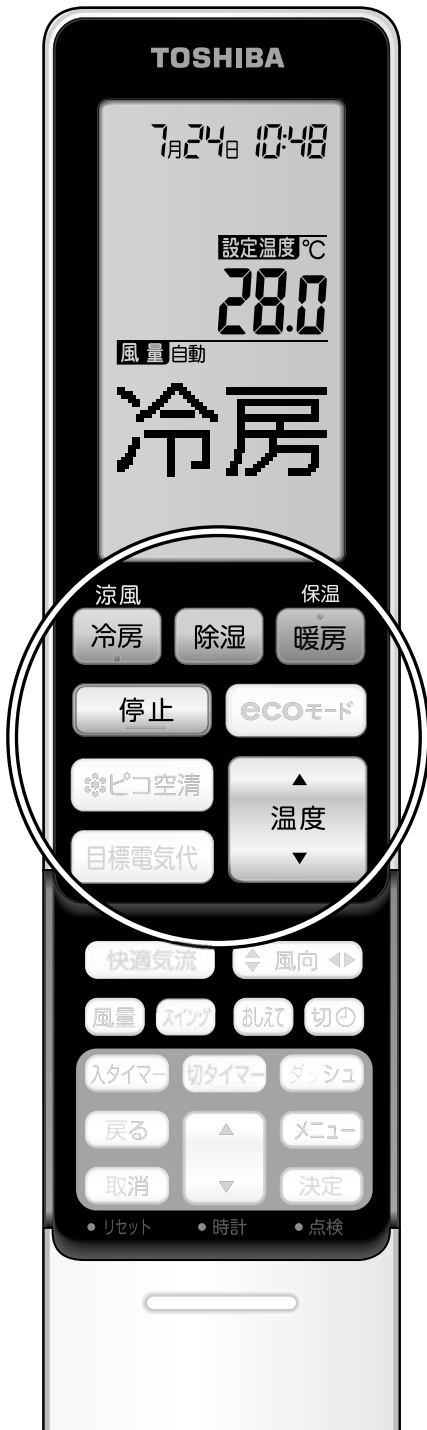 TOSHIBA
7月24日 10:48
設定温度 ℃
28.0
風量 自動
冷房
涼風 保温
冷房 除湿 暖房
停止 ecoモード
ピコ空清
▲
温度
▼
目標電気代
快適気流 ▲▼ 風向 ◀▶
風量 スイング おしえて 切
入タイマー 切タイマー ダッシュ
戻る ▲ メニュー
取消 ▼ 決定
• リセット • 時計 • 点検